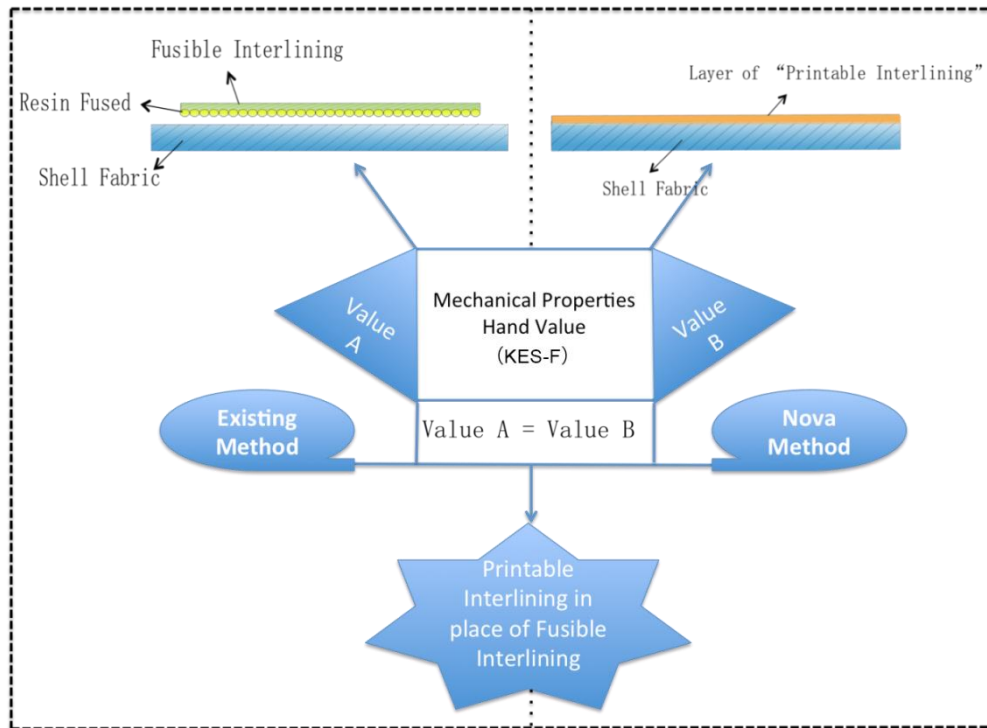 Fusible Interlining
Resin Fused
Shell Fabric
Layer of “Printable Interlining”
Shell Fabric
Value
A
Mechanical Properties
Hand Value
(KES-F)
Value
B
Existing
Method
Value A = Value B
Nova
Method
Printable
Interlining in
place of Fusible
Interlining